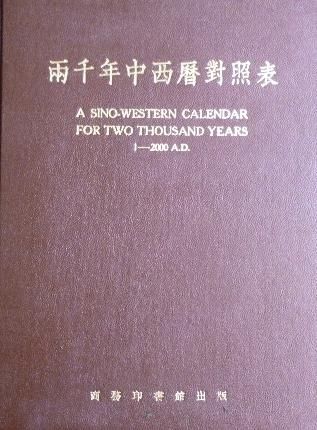 兩千年中西曆對照表
A SINO-WESTERN CALENDAR
FOR TWO THOUSAND YEARS
1—2000 A.D.
商務印書館出版